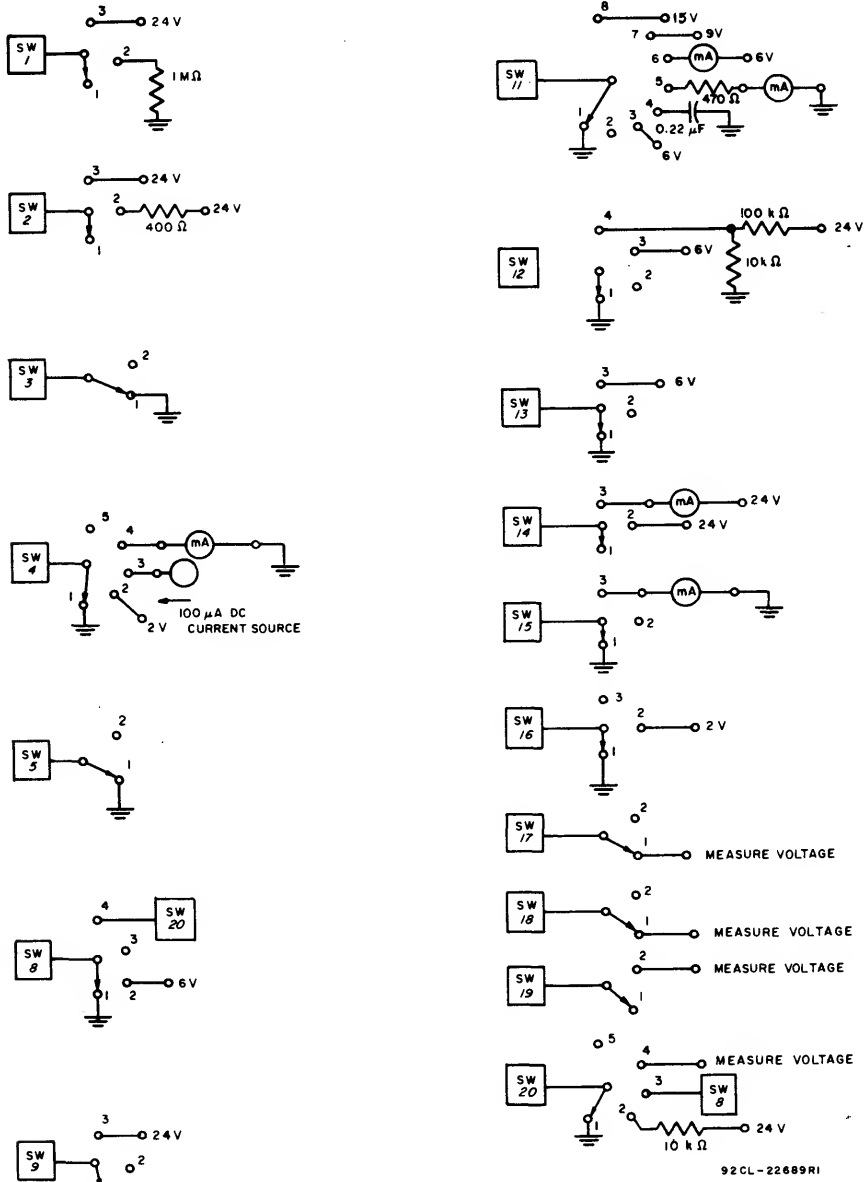 3 24 V
SW
1
2
1
1 MΩ
3 24 V
SW
2
2 24 V
400 Ω
1
SW
3
2
1
5
4 mA
SW
4
3
1
2
2 V
100 μA DC
CURRENT SOURCE
2
SW
5
1
4 SW
20
3
SW
8
1
2 6V
3 24 V
SW
9
2
8 15 V
7 9V
6 mA 6 V
SW
11
5 470 Ω mA
4 0.22 μF
1
2
3
6 V
4 100 kΩ 24 V
3 6 V
10 kΩ
SW
12
2
1
3 6 V
SW
13
2
1
3 mA 24 V
SW
14
2 24 V
1
3 mA
SW
15
2
1
3
SW
16
2 2 V
1
2
SW
17
1 MEASURE VOLTAGE
2
SW
18
1 MEASURE VOLTAGE
2 MEASURE VOLTAGE
SW
19
1
5
4 MEASURE VOLTAGE
SW
20
3 SW
8
1
2 10 kΩ 24 V
92CL-22689R1